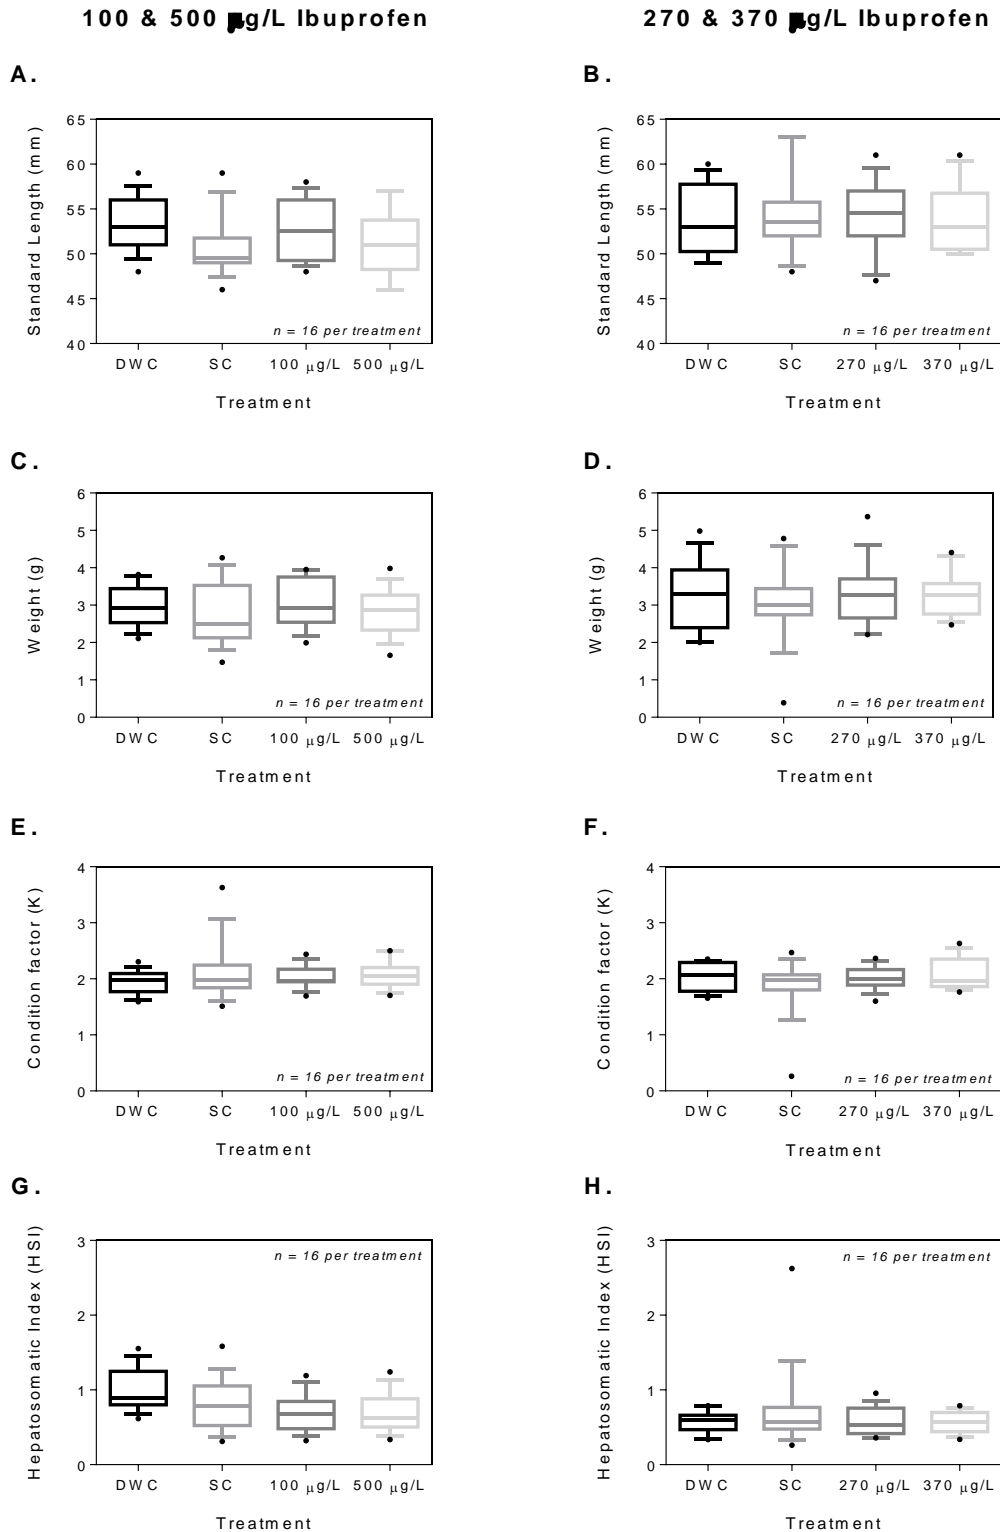 100 & 500 μg/L Ibuprofen
270 & 370 μg/L Ibuprofen
A.
B.
Standard Length (mm)
65
60
55
50
45
40
n = 16 per treatment
DWC SC 100 μg/L 500 μg/L
Treatment
Standard Length (mm)
65
60
55
50
45
40
n = 16 per treatment
DWC SC 270 μg/L 370 μg/L
Treatment
C.
D.
Weight (g)
6
5
4
3
2
1
0
n = 16 per treatment
DWC SC 100 μg/L 500 μg/L
Treatment
Weight (g)
6
5
4
3
2
1
0
n = 16 per treatment
DWC SC 270 μg/L 370 μg/L
Treatment
E.
F.
Condition factor (K)
4
3
2
1
0
n = 16 per treatment
DWC SC 100 μg/L 500 μg/L
Treatment
Condition factor (K)
4
3
2
1
0
n = 16 per treatment
DWC SC 270 μg/L 370 μg/L
Treatment
G.
H.
Hepatosomatic Index (HSI)
3
2
1
0
n = 16 per treatment
DWC SC 100 μg/L 500 μg/L
Treatment
Hepatosomatic Index (HSI)
3
2
1
0
n = 16 per treatment
DWC SC 270 μg/L 370 μg/L
Treatment